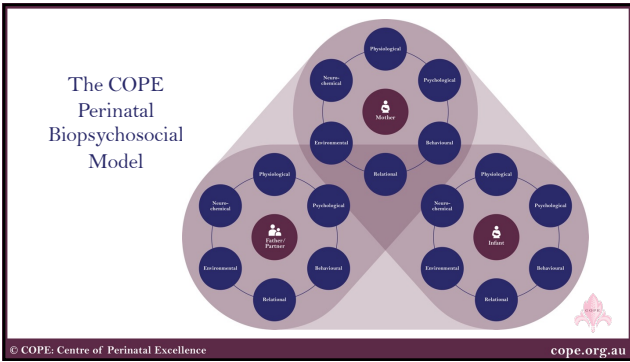 The COPE
Perinatal
Biopsychosocial
Model
Physiological
Neuro-
chemical
Psychological
Mother
Environmental
Behavioural
Relational
Physiological
Neuro-
chemical
Psychological
Father/
Partner
Environmental
Behavioural
Relational
Physiological
Neuro-
chemical
Psychological
Infant
Environmental
Behavioural
Relational
COPE
© COPE: Centre of Perinatal Excellence
cope.org.au